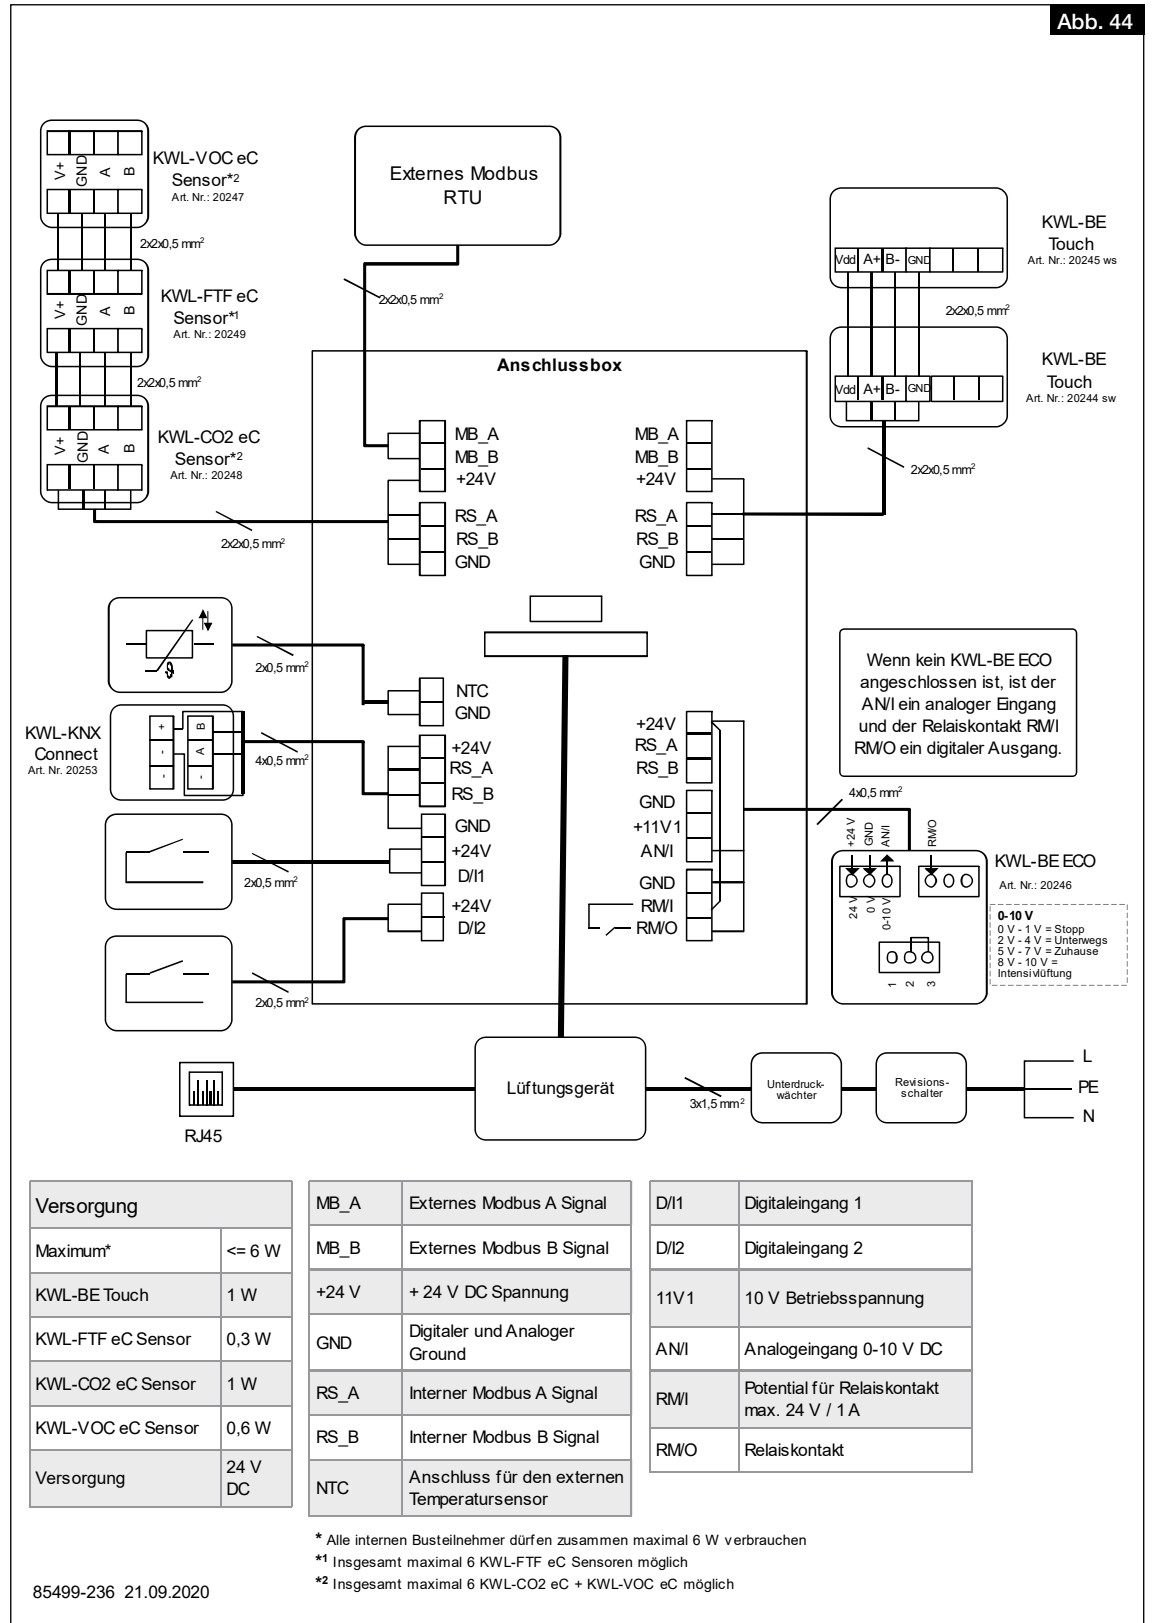 Abb. 44
V+ GND A B
KWL-VOC eC
Sensor*2
Art. Nr.: 20247
2x2x0,5 mm²
V+ GND A B
KWL-FTF eC
Sensor*1
Art. Nr.: 20249
2x2x0,5 mm²
V+ GND A B
KWL-CO2 eC
Sensor*2
Art. Nr.: 20248
2x2x0,5 mm²
Externes Modbus
RTU
2x2x0,5 mm²
KWL-BE
Touch
Art. Nr.: 20245 ws
Vdd A+ B- GND
2x2x0,5 mm²
KWL-BE
Touch
Art. Nr.: 20244 sw
Vdd A+ B- GND
2x2x0,5 mm²
Anschlussbox
MB_A
MB_B
+24V
RS_A
RS_B
GND
MB_A
MB_B
+24V
RS_A
RS_B
GND
ϑ
2x0,5 mm²
NTC
GND
KWL-KNX
Connect
Art. Nr. 20253
+ - -
B A -
4x0,5 mm²
+24V
RS_A
RS_B
GND
+24V
D/I1
+24V
D/I2
2x0,5 mm²
2x0,5 mm²
+24V
RS_A
RS_B
GND
+11V1
AN/I
GND
RM/I
RM/O
Wenn kein KWL-BE ECO
angeschlossen ist, ist der
AN/I ein analoger Eingang
und der Relaiskontakt RM/I
RM/O ein digitaler Ausgang.
4x0,5 mm²
+24 V GND AN/I RM/O
24 V 0 V 0-10 V
1 2 3
KWL-BE ECO
Art. Nr.: 20246
0-10 V
0 V - 1 V = Stopp
2 V - 4 V = Unterwegs
5 V - 7 V = Zuhause
8 V - 10 V =
Intensivlüftung
RJ45
Lüftungsgerät
3x1,5 mm²
Unterdruck-
wächter
Revisions-
schalter
L
PE
N
Versorgung
Maximum* <= 6 W
KWL-BE Touch 1 W
KWL-FTF eC Sensor 0,3 W
KWL-CO2 eC Sensor 1 W
KWL-VOC eC Sensor 0,6 W
Versorgung 24 V
DC
MB_A Externes Modbus A Signal
MB_B Externes Modbus B Signal
+24 V + 24 V DC Spannung
GND Digitaler und Analoger
Ground
RS_A Interner Modbus A Signal
RS_B Interner Modbus B Signal
NTC Anschluss für den externen
Temperatursensor
D/I1 Digitaleingang 1
D/I2 Digitaleingang 2
11V1 10 V Betriebsspannung
AN/I Analogeingang 0-10 V DC
RM/I Potential für Relaiskontakt
max. 24 V / 1 A
RM/O Relaiskontakt
* Alle internen Busteilnehmer dürfen zusammen maximal 6 W verbrauchen
*1 Insgesamt maximal 6 KWL-FTF eC Sensoren möglich
*2 Insgesamt maximal 6 KWL-CO2 eC + KWL-VOC eC möglich
85499-236 21.09.2020